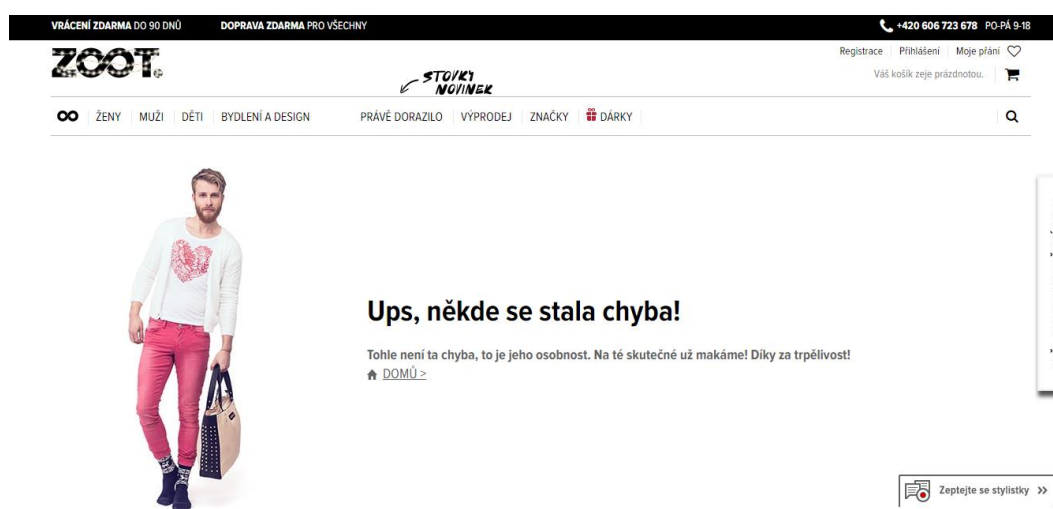 VRÁCENÍ ZDARMA DO 90 DNŮ DOPRAVA ZDARMA PRO VŠECHNY +420 606 723 678 PO-PÁ 9-18
Registrace Přihlášení Moje přání
ZOOT.
STOVKY
NOVINEK
Váš košík zeje prázdnotou.
ŽENY MUŽI DĚTI BYDLENÍ A DESIGN PRÁVĚ DORAZILO VÝPRODEJ ZNAČKY DÁRKY
Ups, někde se stala chyba!
Tohle není ta chyba, to je jeho osobnost. Na té skutečné už makáme! Díky za trpělivost!
DOMŮ >
Zeptejte se stylistky >>